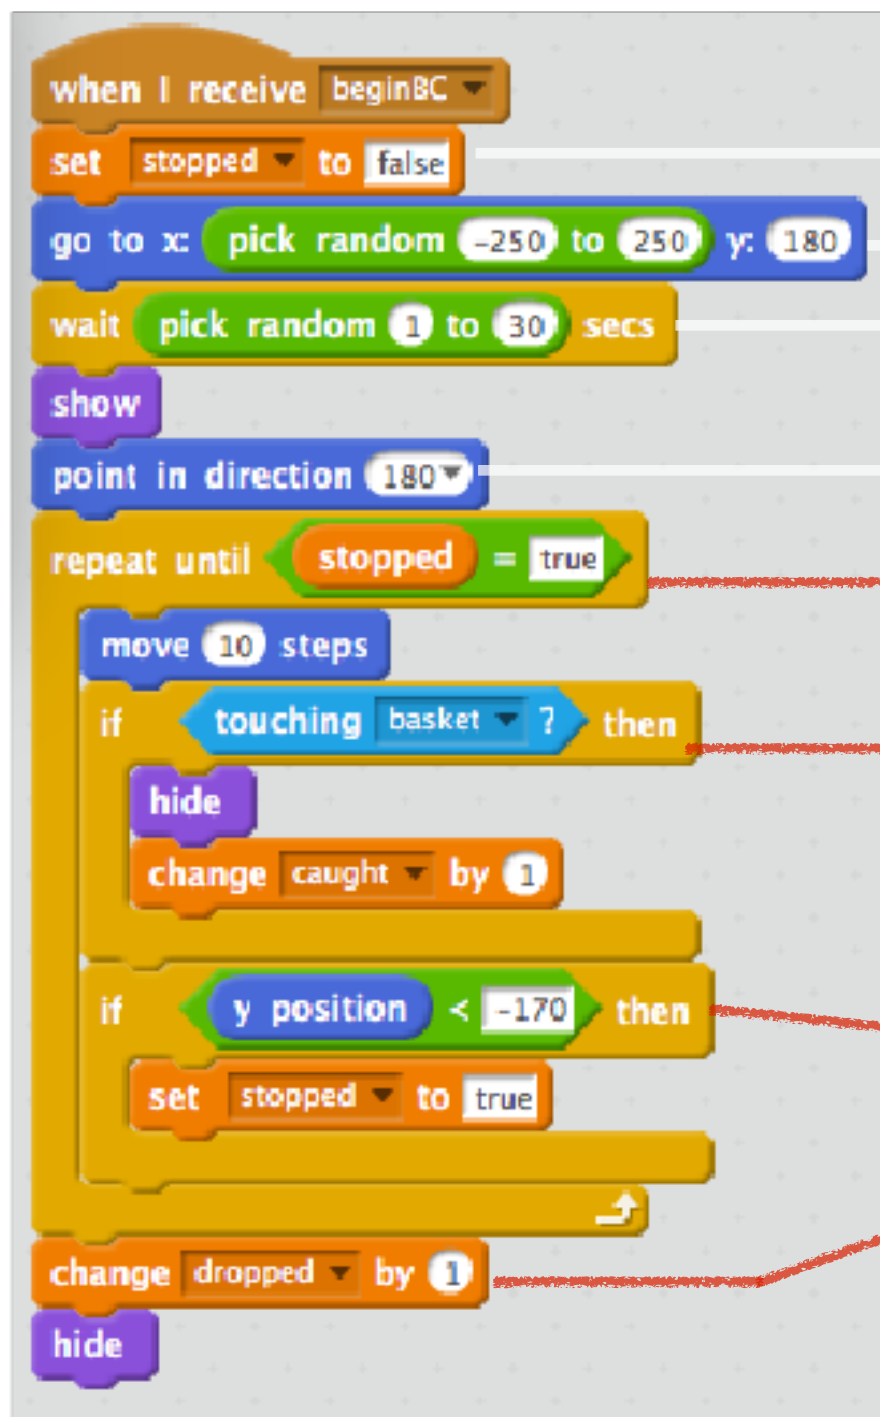 when I receive beginBC
set stopped to false
go to x: pick random -250 to 250 y: 180
wait pick random 1 to 30 secs
show
point in direction 180
repeat until stopped = true
move 10 steps
if touching basket ? then
hide
change caught by 1
if y position < -170 then
set stopped to true
change dropped by 1
hide